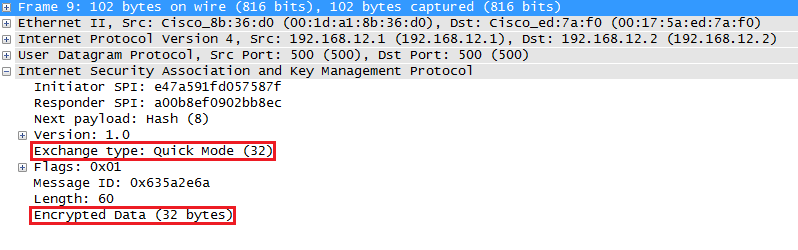 Frame 9: 102 bytes on wire (816 bits), 102 bytes captured (816 bits)
Ethernet II, Src: Cisco_8b:36:d0 (00:1d:a1:8b:36:d0), Dst: Cisco_ed:7a:f0 (00:17:5a:ed:7a:f0)
Internet Protocol Version 4, Src: 192.168.12.1 (192.168.12.1), Dst: 192.168.12.2 (192.168.12.2)
User Datagram Protocol, Src Port: 500 (500), Dst Port: 500 (500)
Internet Security Association and Key Management Protocol
Initiator SPI: e47a591fd057587f
Responder SPI: a00b8ef0902bb8ec
Next payload: Hash (8)
Version: 1.0
Exchange type: Quick Mode (32)
Flags: 0x01
Message ID: 0x635a2e6a
Length: 60
Encrypted Data (32 bytes)